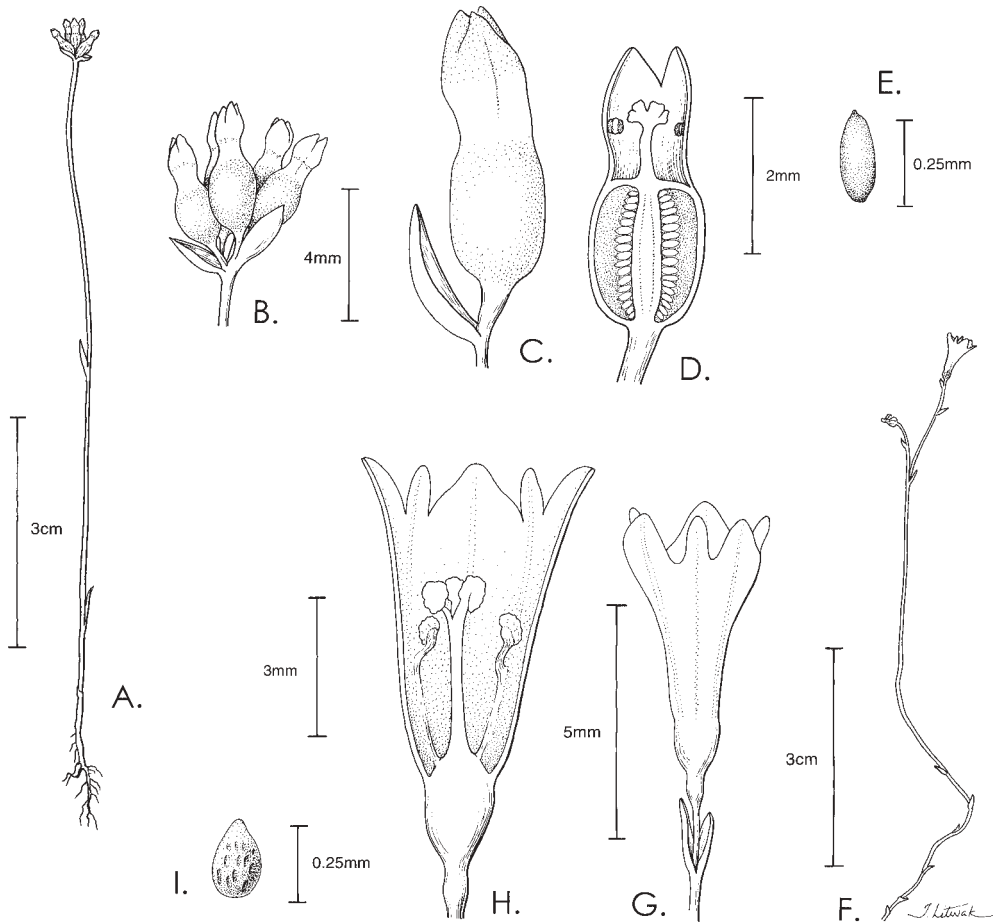 A.
3cm
B.
4mm
C.
D.
2mm
E.
0.25mm
F.
3cm
G.
5mm
H.
3mm
I.
0.25mm
J. Litwak